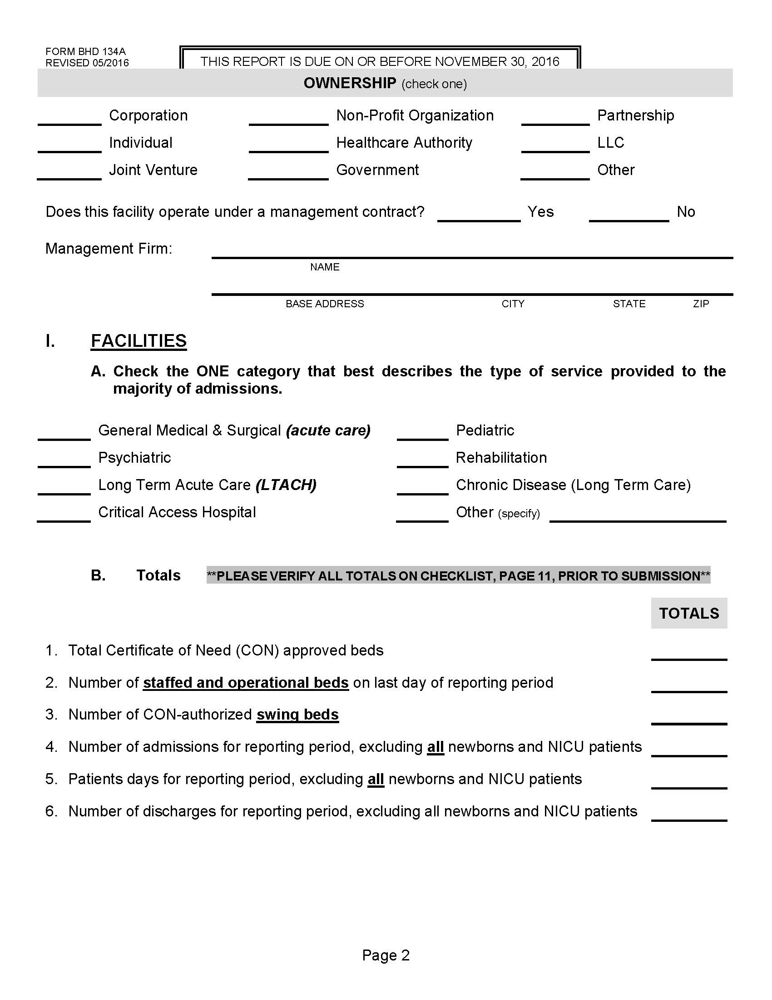 FORM BHD 134A
REVISED 05/2016
THIS REPORT IS DUE ON OR BEFORE NOVEMBER 30, 2016
OWNERSHIP (check one)
Corporation Non-Profit Organization Partnership
Individual Healthcare Authority LLC
Joint Venture Government Other
Does this facility operate under a management contract? Yes No
Management Firm:
NAME
BASE ADDRESS CITY STATE ZIP
I. FACILITIES
A. Check the ONE category that best describes the type of service provided to the
majority of admissions.
General Medical & Surgical (acute care) Pediatric
Psychiatric Rehabilitation
Long Term Acute Care (LTACH) Chronic Disease (Long Term Care)
Critical Access Hospital Other (specify)
B. Totals **PLEASE VERIFY ALL TOTALS ON CHECKLIST, PAGE 11, PRIOR TO SUBMISSION**
TOTALS
1. Total Certificate of Need (CON) approved beds
2. Number of staffed and operational beds on last day of reporting period
3. Number of CON-authorized swing beds
4. Number of admissions for reporting period, excluding all newborns and NICU patients
5. Patients days for reporting period, excluding all newborns and NICU patients
6. Number of discharges for reporting period, excluding all newborns and NICU patients
Page 2